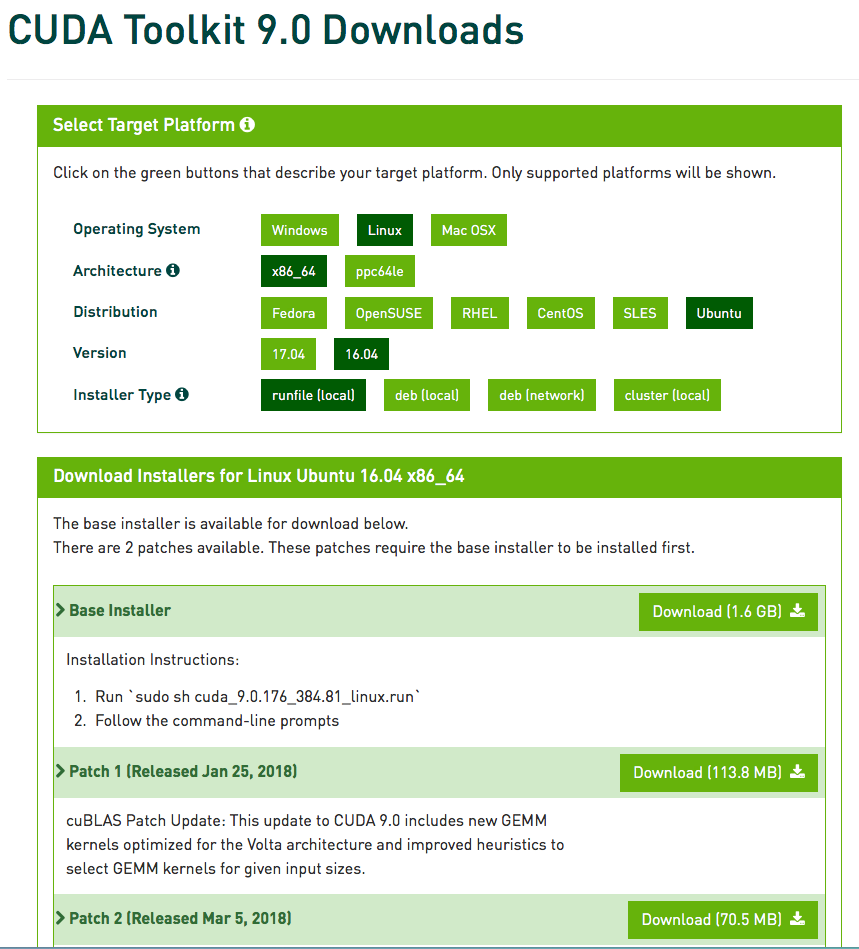 CUDA Toolkit 9.0 Downloads
Select Target Platform
Click on the green buttons that describe your target platform. Only supported platforms will be shown.
Operating System Windows Linux Mac OSX
Architecture x86_64 ppc64le
Distribution Fedora OpenSUSE RHEL CentOS SLES Ubuntu
Version 17.04 16.04
Installer Type runfile (local) deb (local) deb (network) cluster (local)
Download Installers for Linux Ubuntu 16.04 x86_64
The base installer is available for download below.
There are 2 patches available. These patches require the base installer to be installed first.
Base Installer Download (1.6 GB)
Installation Instructions:
1. Run `sudo sh cuda_9.0.176_384.81_linux.run`
2. Follow the command-line prompts
Patch 1 (Released Jan 25, 2018) Download (113.8 MB)
cuBLAS Patch Update: This update to CUDA 9.0 includes new GEMM
kernels optimized for the Volta architecture and improved heuristics to
select GEMM kernels for given input sizes.
Patch 2 (Released Mar 5, 2018) Download (70.5 MB)